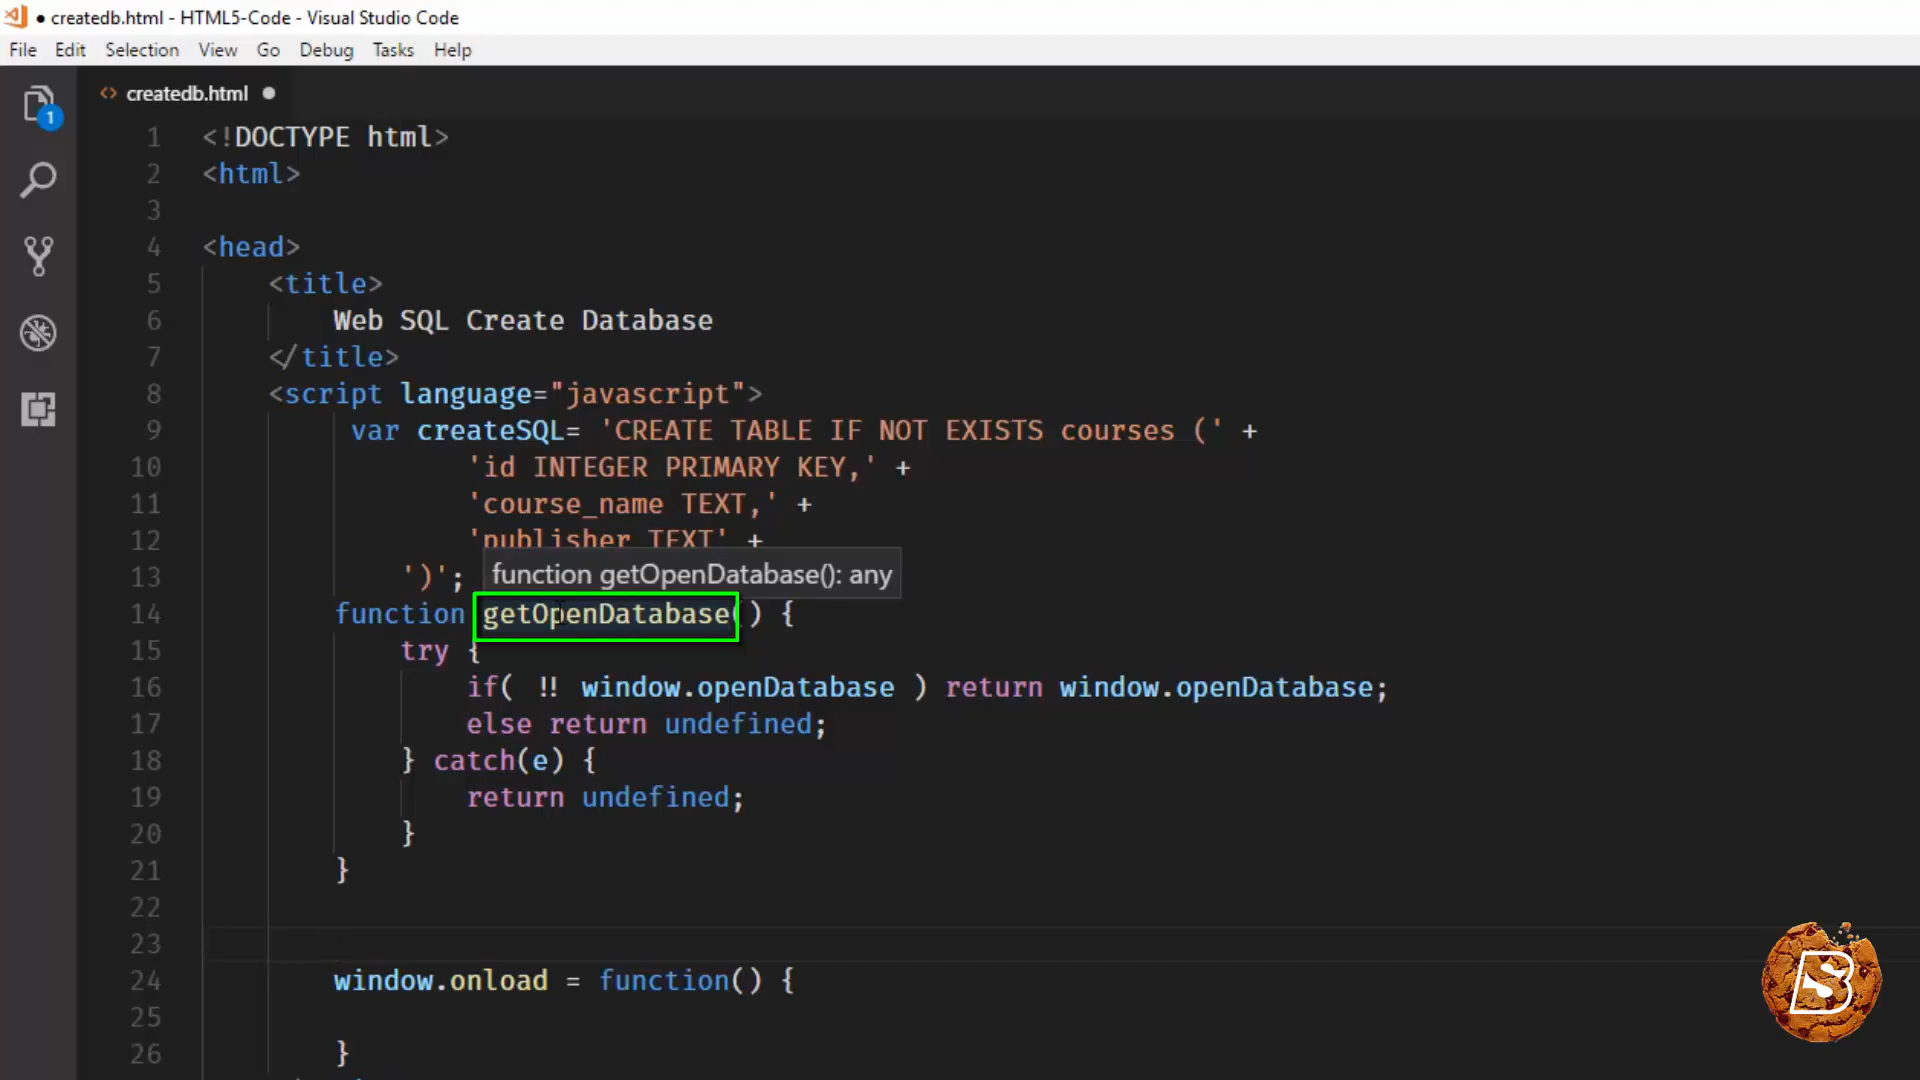 ● createdb.html - HTML5-Code - Visual Studio Code
File Edit Selection View Go Debug Tasks Help
1
<> createdb.html ●
1 <!DOCTYPE html>
2 <html>
3
4 <head>
5 <title>
6 Web SQL Create Database
7 </title>
8 <script language="javascript">
9 var createSQL= 'CREATE TABLE IF NOT EXISTS courses (' +
10 'id INTEGER PRIMARY KEY,' +
11 'course_name TEXT,' +
12 'publisher TEXT' +
function getOpenDatabase(): any
13 ')';
14 function getOpenDatabase() {
15 try {
16 if( !! window.openDatabase ) return window.openDatabase;
17 else return undefined;
18 } catch(e) {
19 return undefined;
20 }
21 }
22
23
24 window.onload = function() {
25
26 }
B